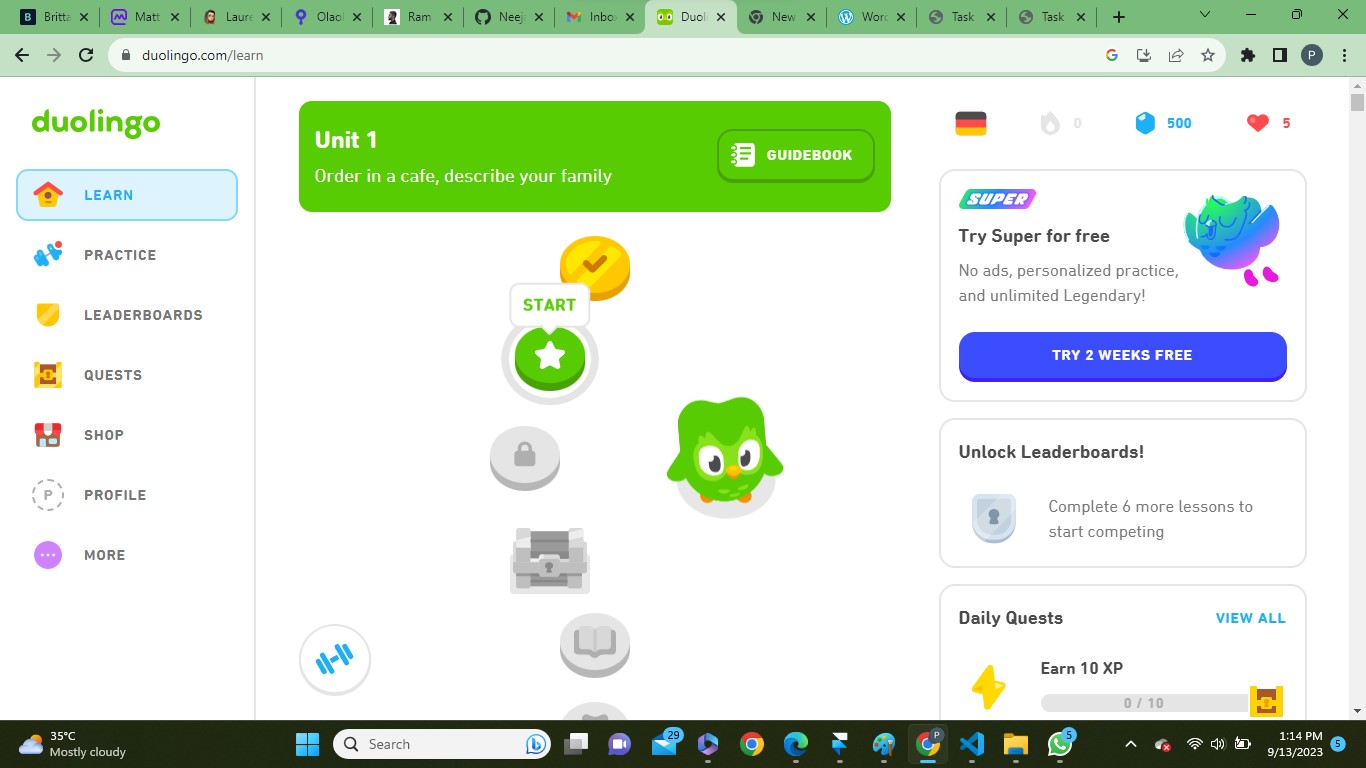 Britta
Matt
Laure
Olaol
Ram
Neeja
Inbox
Duoli
New
Word
Task
Task
duolingo.com/learn
P
duolingo
LEARN
PRACTICE
LEADERBOARDS
QUESTS
SHOP
P PROFILE
MORE
Unit 1
Order in a cafe, describe your family
GUIDEBOOK
START
0
500
5
SUPER
Try Super for free
No ads, personalized practice,
and unlimited Legendary!
TRY 2 WEEKS FREE
Unlock Leaderboards!
Complete 6 more lessons to
start competing
Daily Quests
VIEW ALL
Earn 10 XP
0 / 10
35°C
Mostly cloudy
Search
29
P
5
1:14 PM
9/13/2023
5